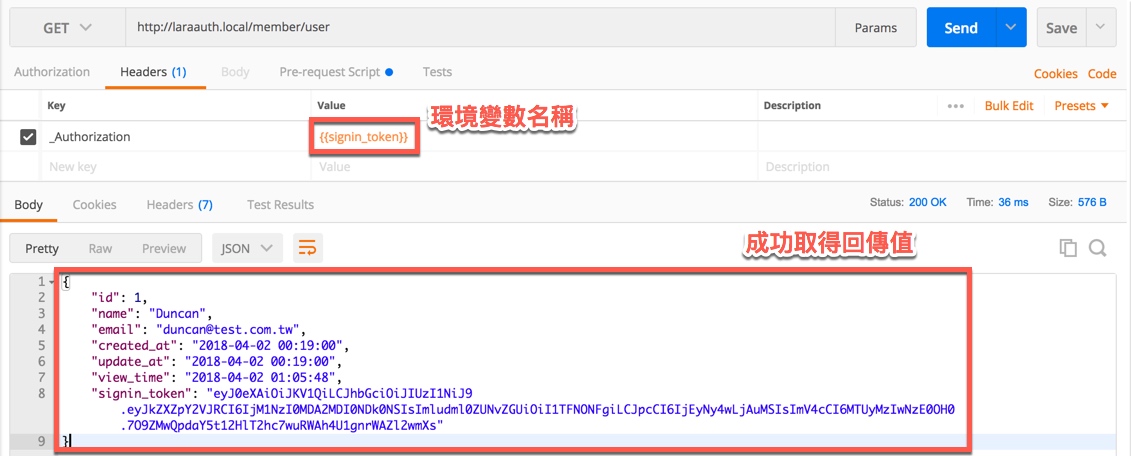 GET http://laraauth.local/member/user Params Send Save
Authorization Headers (1) Body Pre-request Script Tests Cookies Code
Key Value Description Bulk Edit Presets
環境變數名稱
_Authorization {{signin_token}}
New key Value Description
Body Cookies Headers (7) Test Results Status: 200 OK Time: 36 ms Size: 576 B
Pretty Raw Preview JSON
成功取得回傳值
1 {
2 "id": 1,
3 "name": "Duncan",
4 "email": "duncan@test.com.tw",
5 "created_at": "2018-04-02 00:19:00",
6 "update_at": "2018-04-02 00:19:00",
7 "view_time": "2018-04-02 01:05:48",
8 "signin_token": "eyJ0eXAiOiJKV1QiLCJhbGciOiJIUzI1NiJ9
.eyJkZXZpY2VJRCI6IjM1NzI0MDA2MDI0NDk0NSIsImludml0ZUNvZGUiOiI1TFNONFgiLCJpcCI6IjEyNy4wLjAuMSIsImV4cCI6MTUyMzIwNzE0OH0
.7O9ZMwQpdaY5t12HlT2hc7wuRWAh4U1gnrWAZl2wmXs"
9 }